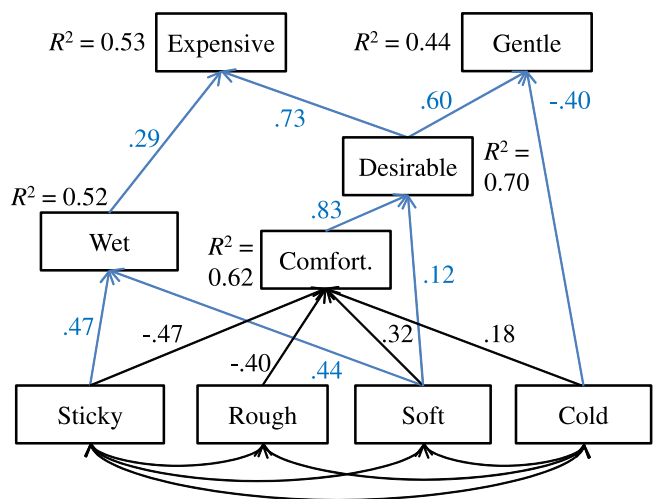 R² = 0.53
Expensive
R² = 0.44
Gentle
.29
.73
.60
-.40
Desirable
R² =
0.70
R² = 0.52
Wet
.83
R² =
0.62
Comfort.
.12
.47
-.47
-.40
.32
.18
.44
Sticky
Rough
Soft
Cold